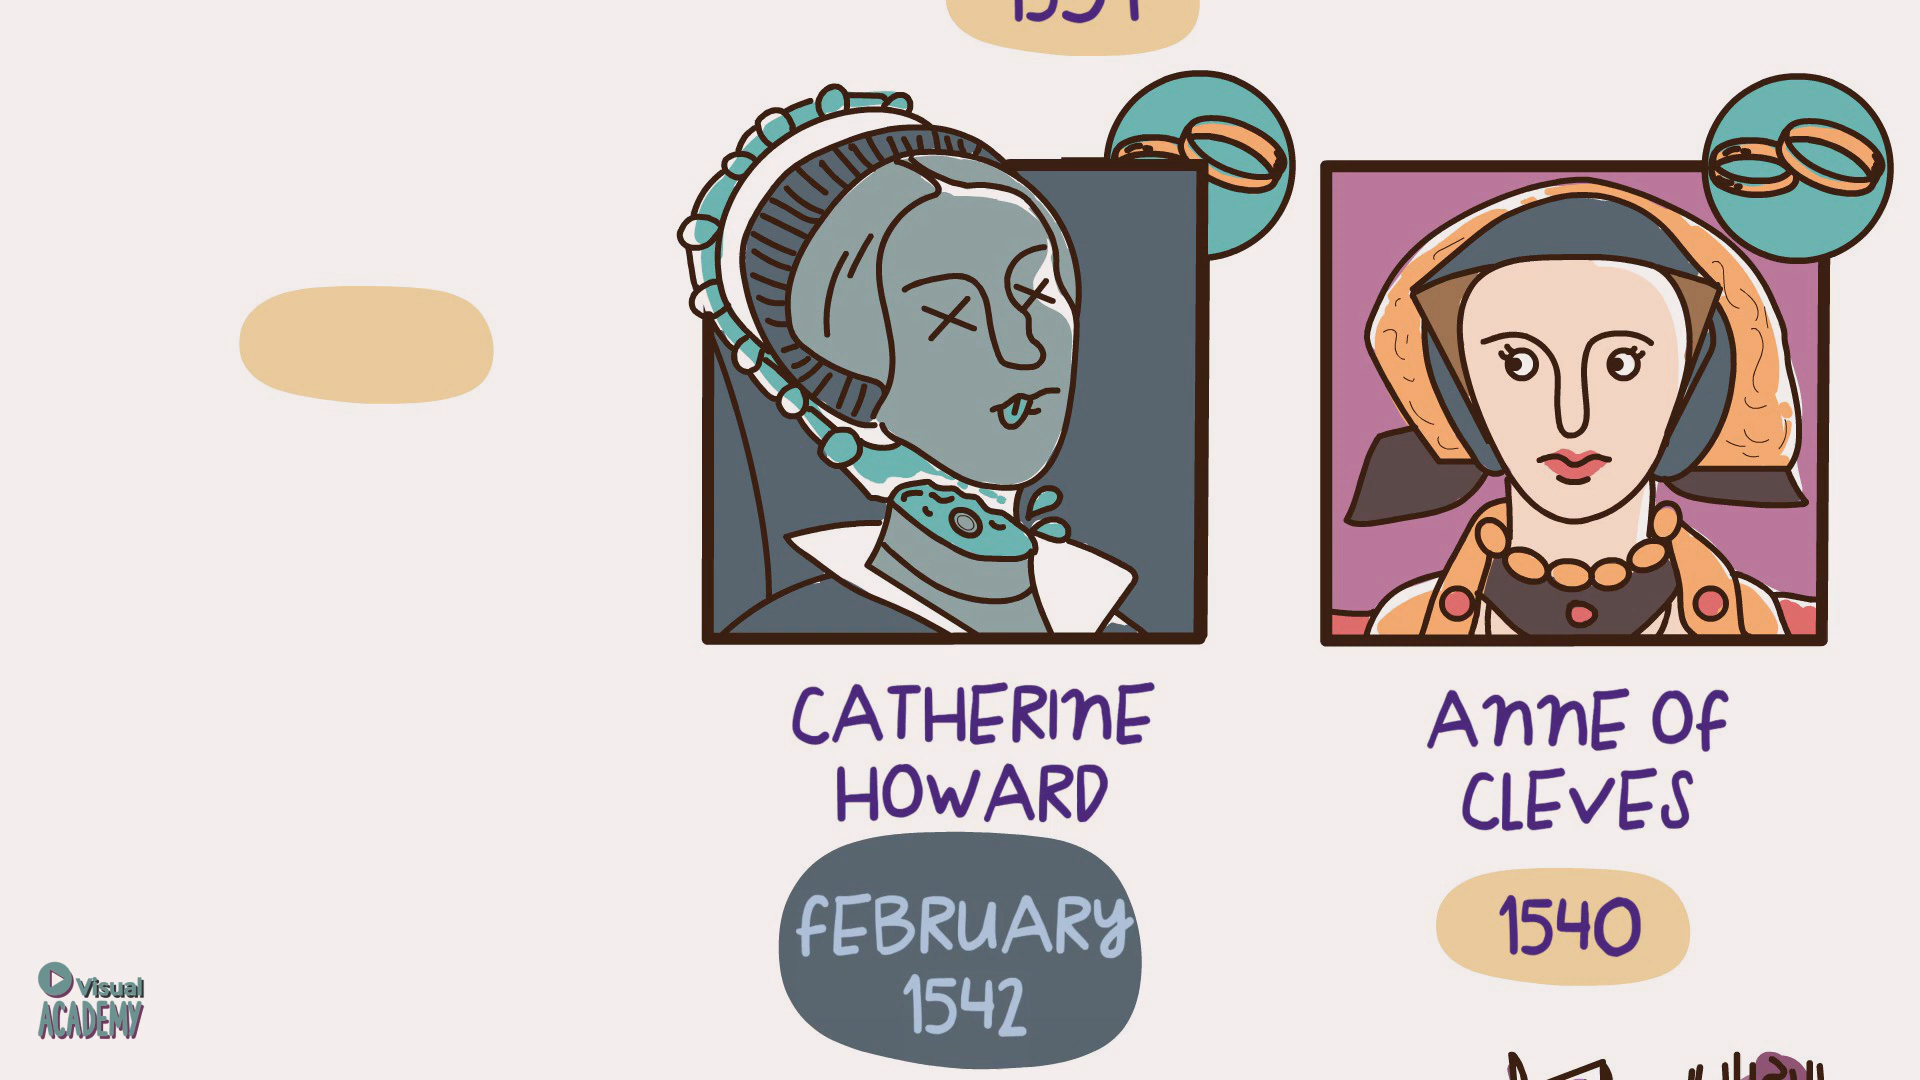 CATHERINE
HOWARD
FEBRUARY
1542
ANNE OF
CLEVES
1540
Visual
ACADEMY